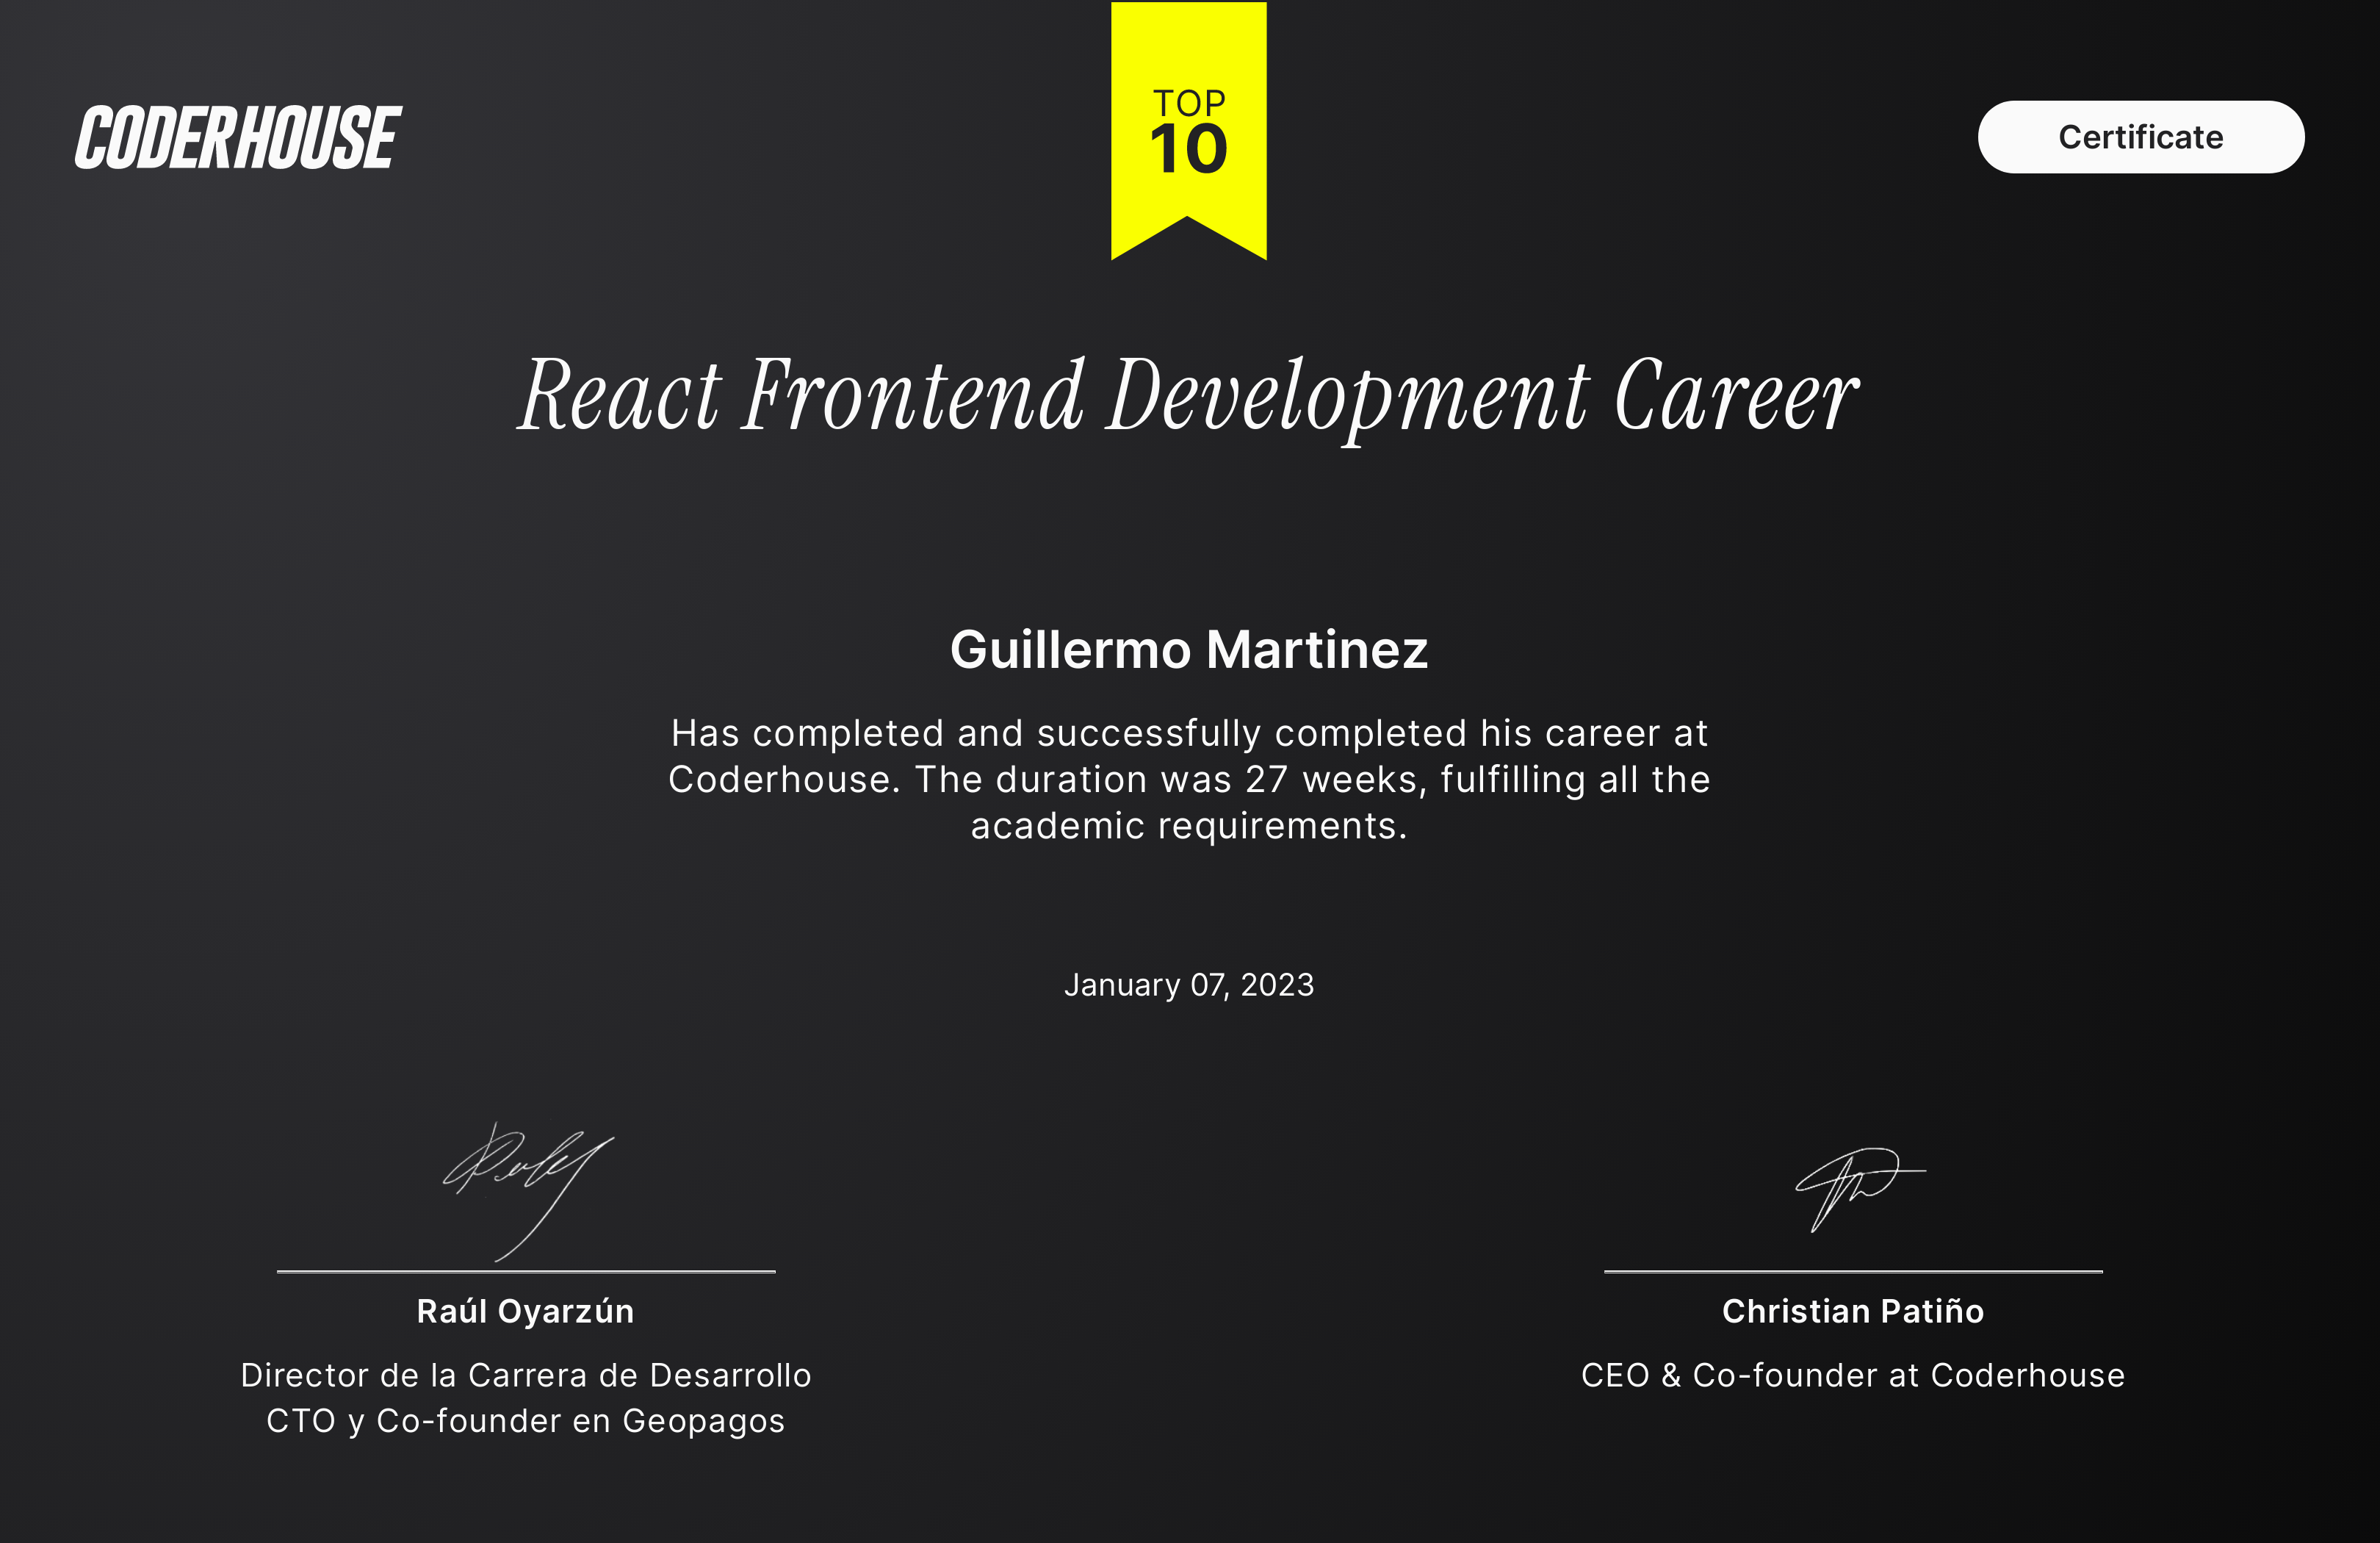 CODERHOUSE
TOP
10
Certificate
React Frontend Development Career
Guillermo Martinez
Has completed and successfully completed his career at
Coderhouse. The duration was 27 weeks, fulfilling all the
academic requirements.
January 07, 2023
Raúl Oyarzún
Director de la Carrera de Desarrollo
CTO y Co-founder en Geopagos
Christian Patiño
CEO & Co-founder at Coderhouse